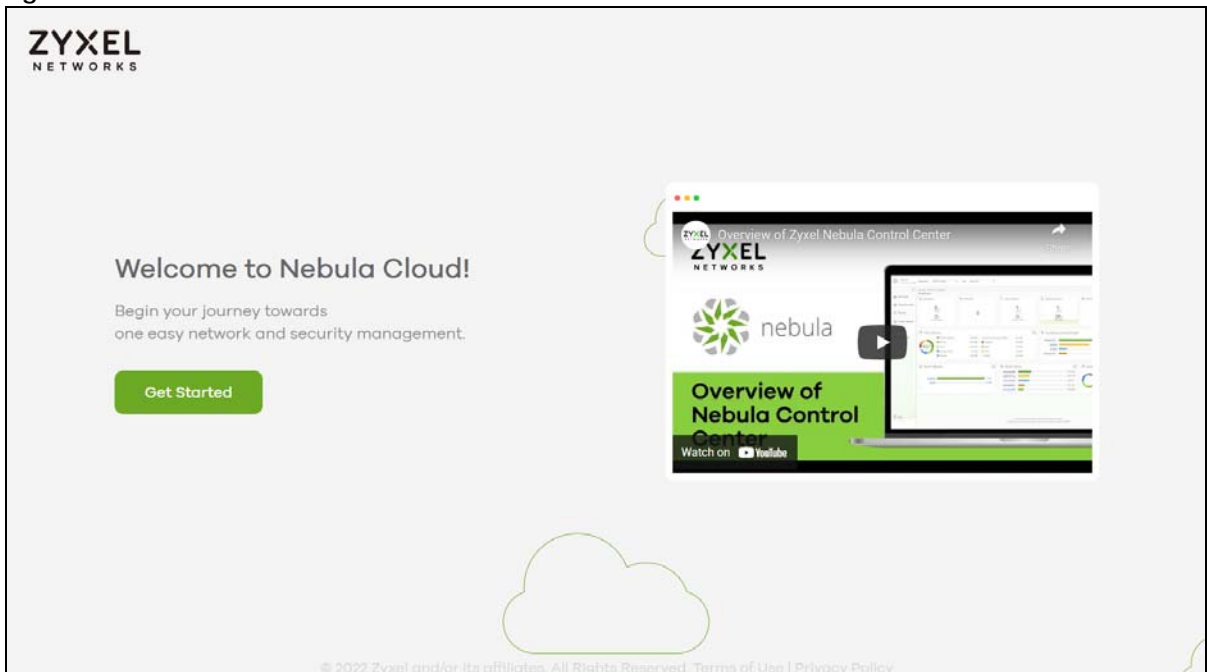 ZYXEL
NETWORKS
Welcome to Nebula Cloud!
Begin your journey towards
one easy network and security management.
Get Started
ZYXEL
Overview of Zyxel Nebula Control Center
Share
ZYXEL
NETWORKS
nebula
Overview of
Nebula Control
Center
Watch on YouTube
© 2022 Zyxel and/or its affiliates. All Rights Reserved. Terms of Use | Privacy Policy